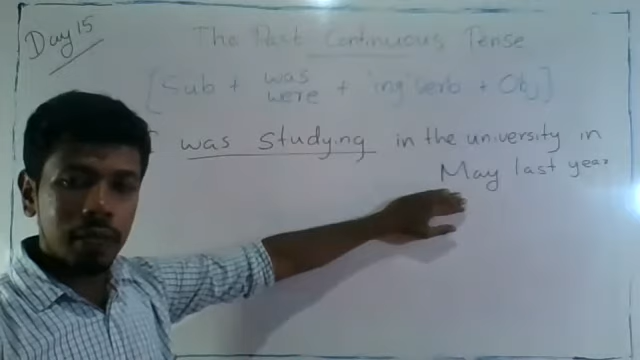 Day 15
The Past Continuous Tense
[Sub + was/were + 'ing' verb + Obj]
I was studying in the university in
May last year